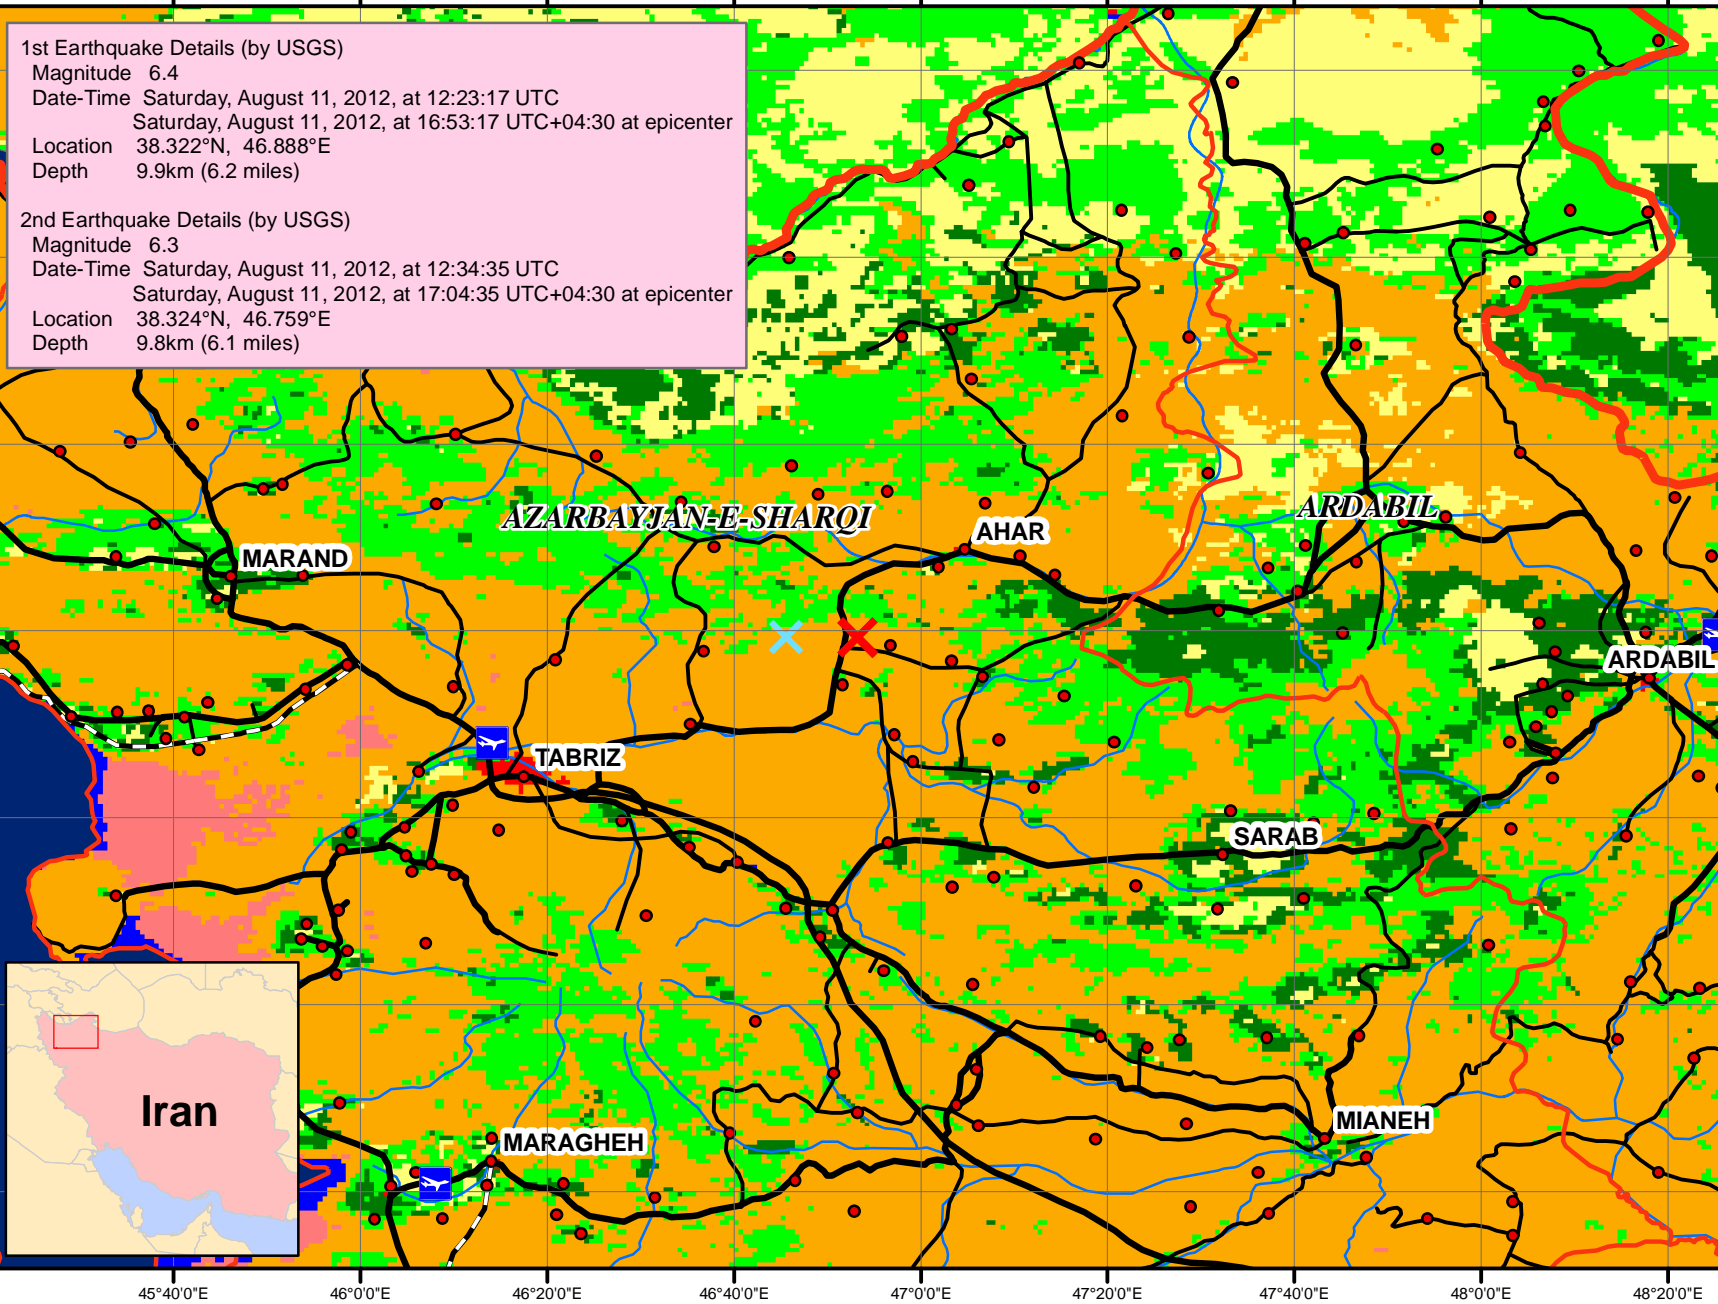 1st Earthquake Details (by USGS)
Magnitude 6.4
Date-Time Saturday, August 11, 2012, at 12:23:17 UTC
Saturday, August 11, 2012, at 16:53:17 UTC+04:30 at epicenter
Location 38.322°N, 46.888°E
Depth 9.9km (6.2 miles)
2nd Earthquake Details (by USGS)
Magnitude 6.3
Date-Time Saturday, August 11, 2012, at 12:34:35 UTC
Saturday, August 11, 2012, at 17:04:35 UTC+04:30 at epicenter
Location 38.324°N, 46.759°E
Depth 9.8km (6.1 miles)
AZARBAYJAN-E-SHARQI
ARDABIL
AHAR
MARAND
ARDABIL
TABRIZ
SARAB
Iran
MIANEH
MARAGHEH
45°40'0"E 46°0'0"E 46°20'0"E 46°40'0"E 47°0'0"E 47°20'0"E 47°40'0"E 48°0'0"E 48°20'0"E